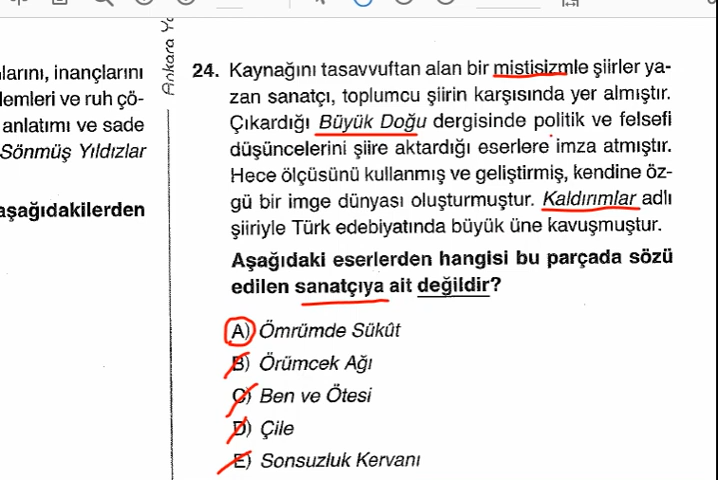 larını, inançlarını
lemleri ve ruh çö-
anlatımı ve sade
Sönmüş Yıldızlar
aşağıdakilerden
Ankara
24. Kaynağını tasavvuftan alan bir mistisizmle şiirler ya-
zan sanatçı, toplumcu şiirin karşısında yer almıştır.
Çıkardığı Büyük Doğu dergisinde politik ve felsefi
düşüncelerini şiire aktardığı eserlere imza atmıştır.
Hece ölçüsünü kullanmış ve geliştirmiş, kendine öz-
gü bir imge dünyası oluşturmuştur. Kaldırımlar adlı
şiiriyle Türk edebiyatında büyük üne kavuşmuştur.
Aşağıdaki eserlerden hangisi bu parçada sözü
edilen sanatçıya ait değildir?
A) Ömrümde Sükût
B) Örümcek Ağı
C) Ben ve Ötesi
D) Çile
E) Sonsuzluk Kervanı